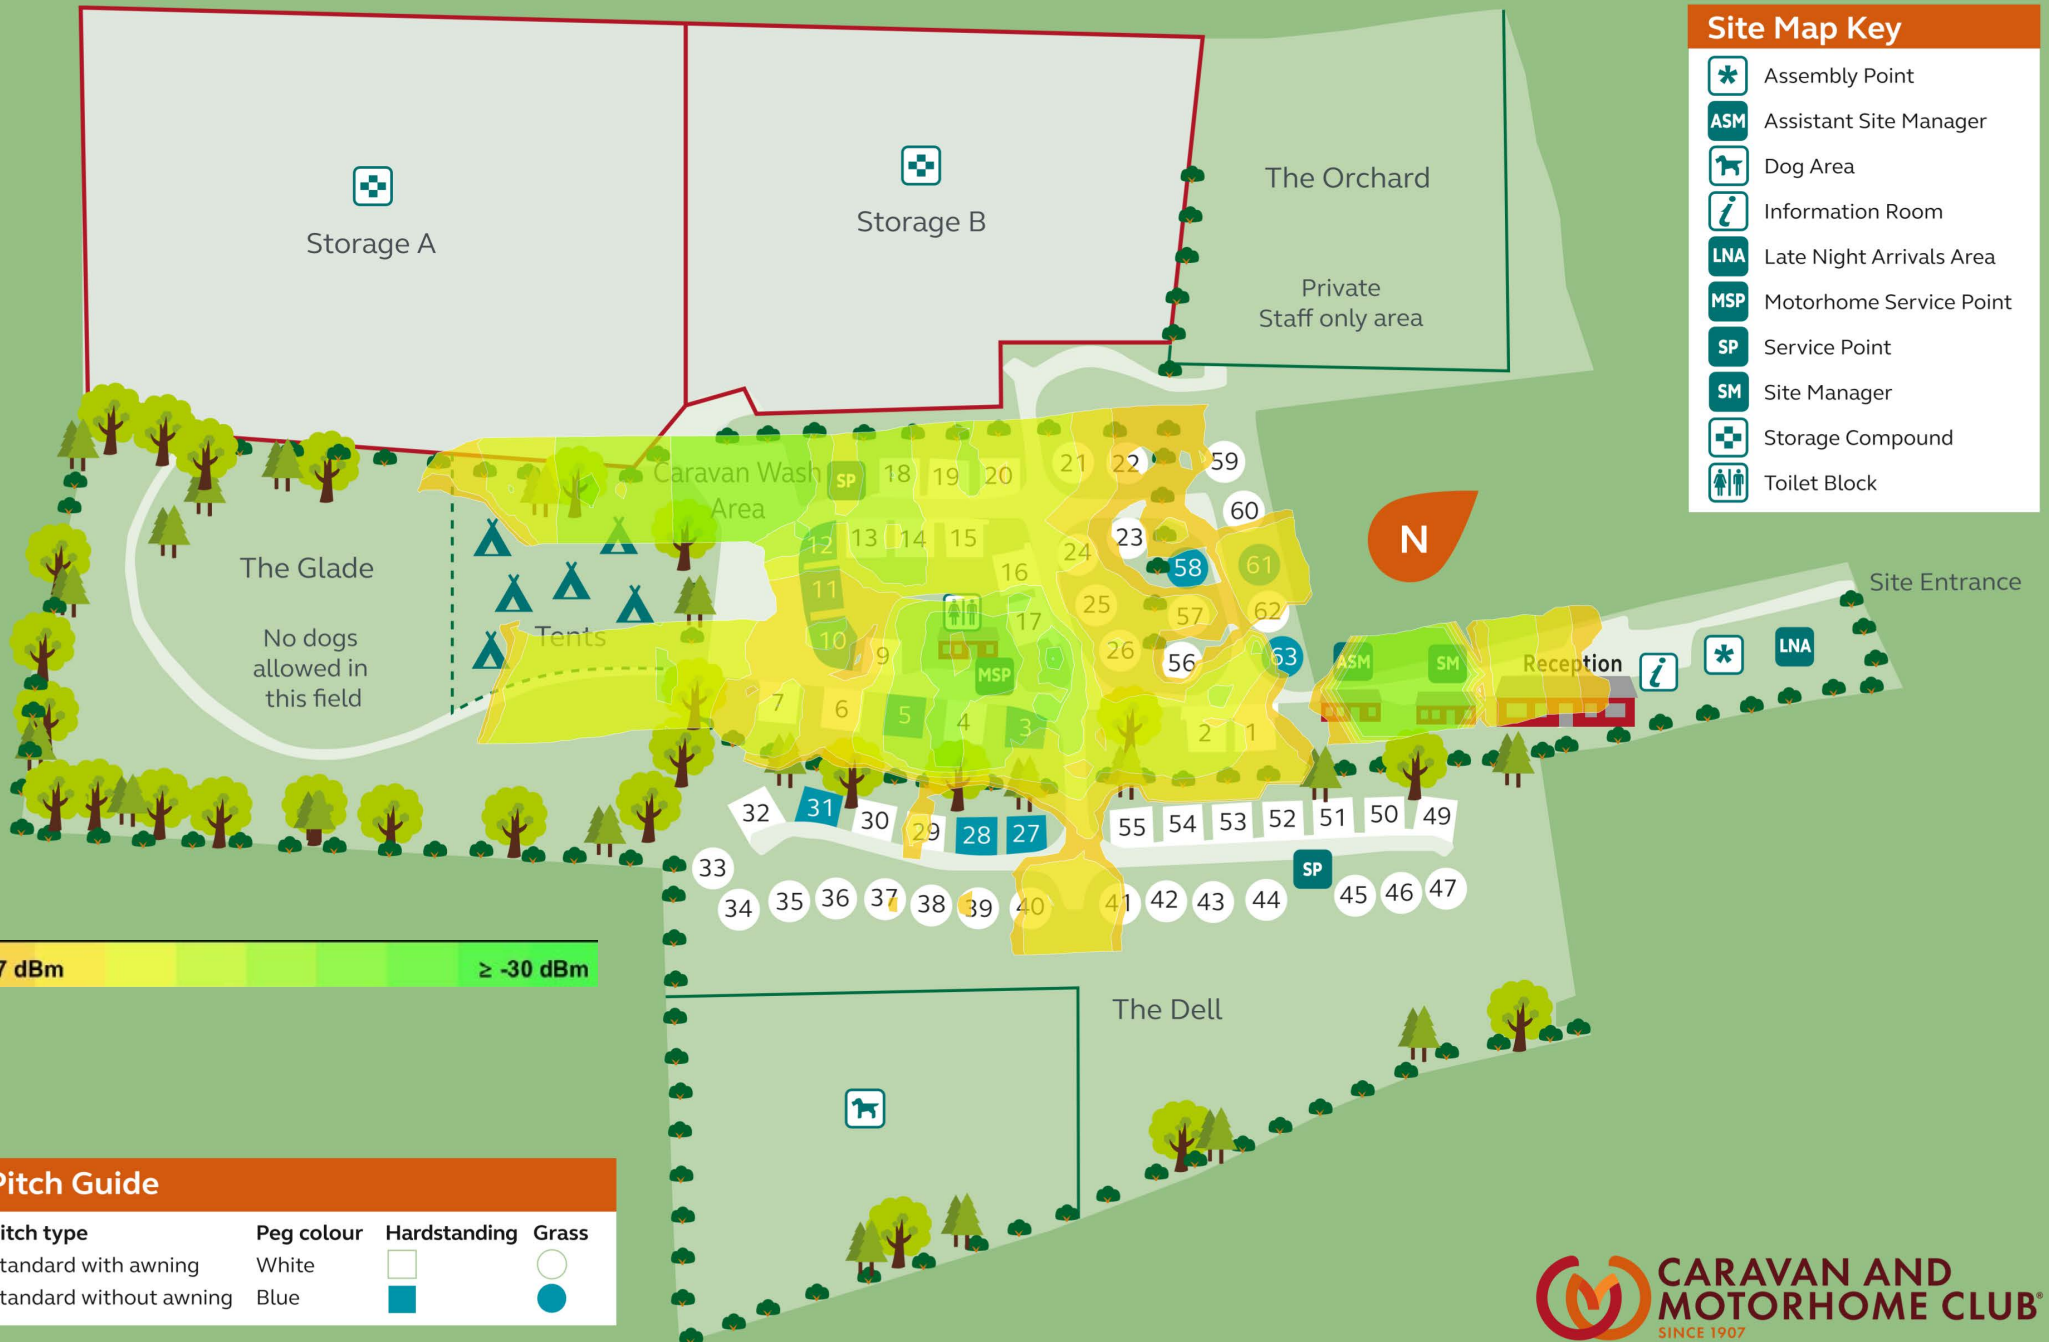 Site Map Key
Assembly Point
ASM Assistant Site Manager
Dog Area
i Information Room
LNA Late Night Arrivals Area
MSP Motorhome Service Point
SP Service Point
SM Site Manager
Storage Compound
Toilet Block
Storage A
Storage B
The Orchard
Private
Staff only area
Caravan Wash
Area
SP
18 19 20 21 22 59
60
12 13 14 15 23
24
N
The Glade
16
58 61
Site Entrance
11
25
17
57 62
No dogs
allowed in
this field
Tents
10
9
26
56 63
MSP
ASM SM
Reception
i
LNA
7 6 5 4 3 2 1
32 31 30 29 28 27 55 54 53 52 51 50 49
33
SP
34 35 36 37 38 39 40 41 42 43 44 45 46 47
7 dBm
≥ -30 dBm
The Dell
Pitch Guide
itch type Peg colour Hardstanding Grass
tandard with awning White
tandard without awning Blue
CARAVAN AND
MOTORHOME CLUB®
SINCE 1907